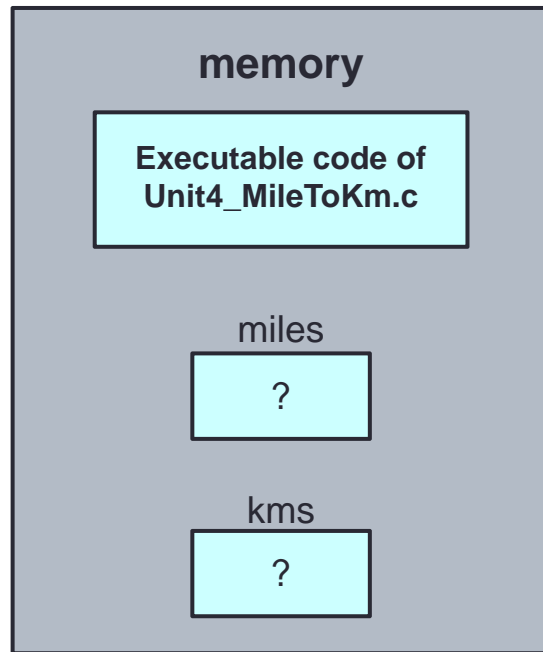 memory
Executable code of
Unit4_MileToKm.c
miles
?
kms
?